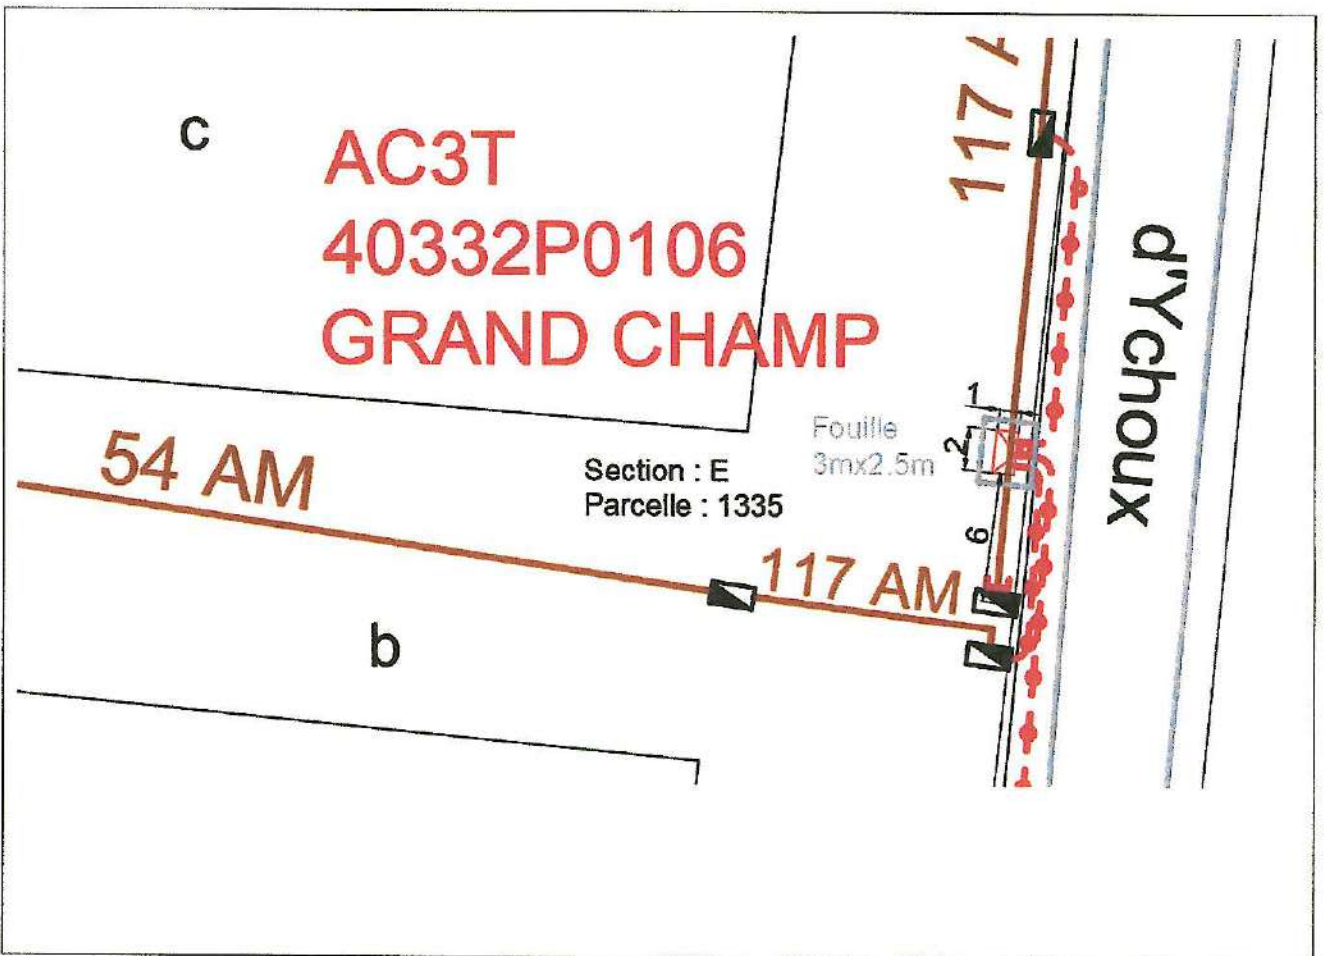 c
AC3T
40332P0106
GRAND CHAMP
117 A
d'Ychoux
1
Fouille
3mx2.5m
2
54 AM
Section : E
Parcelle : 1335
6
117 AM
E
b